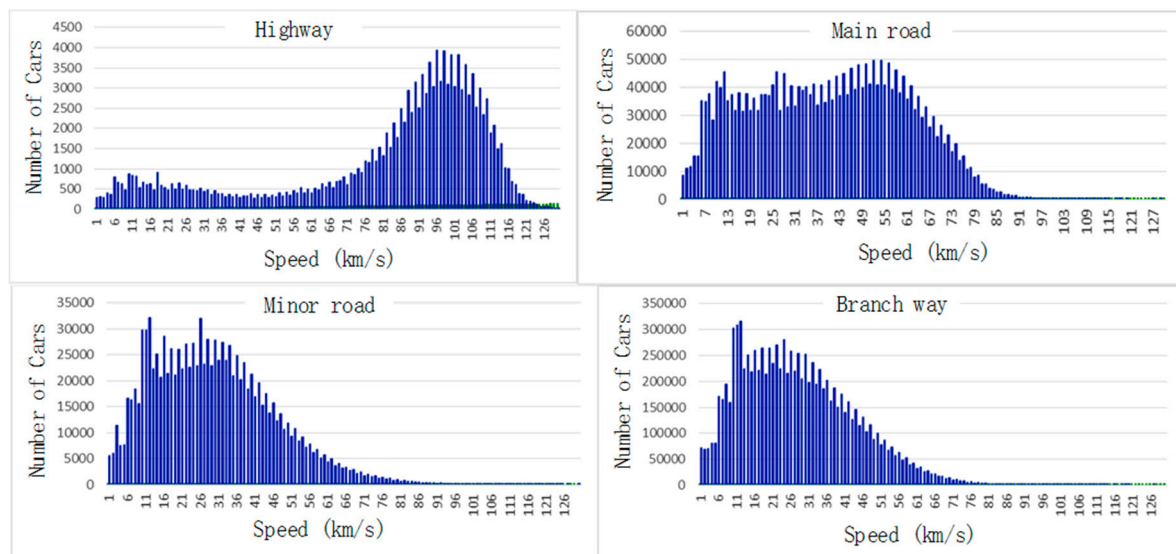 Highway
Number of Cars
4500
4000
3500
3000
2500
2000
1500
1000
500
0
1 6 11 16 21 26 31 36 41 46 51 56 61 66 71 76 81 86 91 96 101 106 111 116 121 126
Speed (km/s)
Main road
Number of Cars
60000
50000
40000
30000
20000
10000
0
1 7 13 19 25 31 37 43 49 55 61 67 73 79 85 91 97 103 109 115 121 127
Speed (km/s)
Minor road
Number of Cars
35000
30000
25000
20000
15000
10000
5000
0
1 6 11 16 21 26 31 36 41 46 51 56 61 66 71 76 81 86 91 96 101 106 111 116 121 126
Speed (km/s)
Branch way
Number of Cars
350000
300000
250000
200000
150000
100000
50000
0
1 6 11 16 21 26 31 36 41 46 51 56 61 66 71 76 81 86 91 96 101 106 111 116 121 126
Speed (km/s)